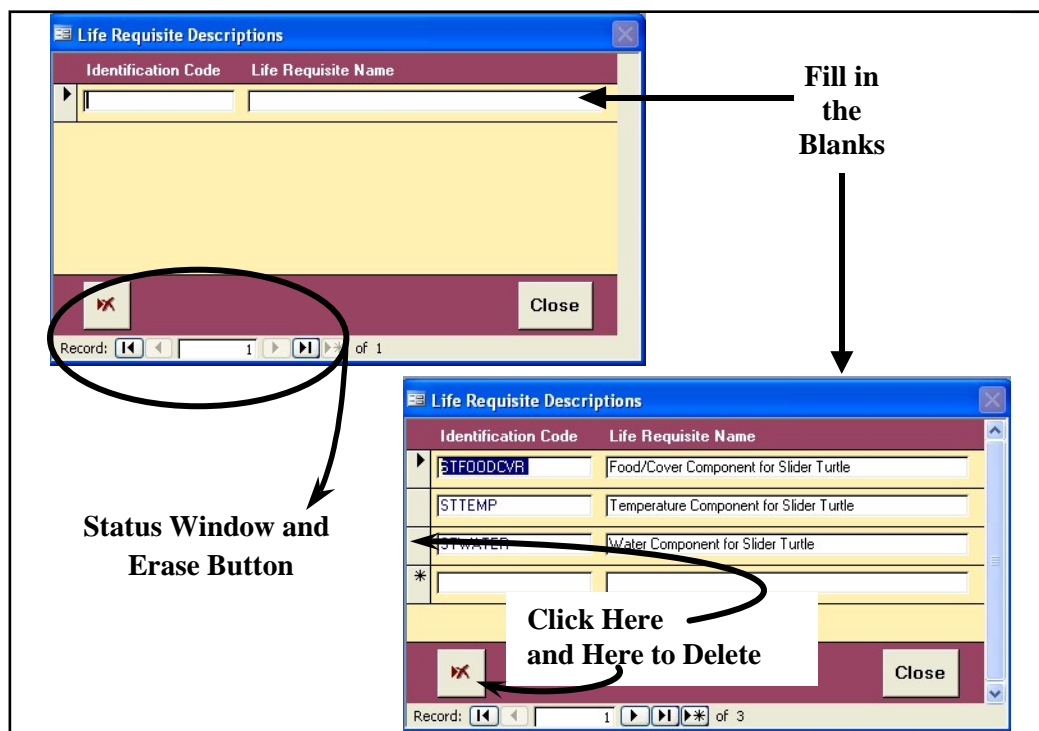 Life Requisite Descriptions
Identification Code Life Requisite Name
Fill in
the
Blanks
Close
Record: 1 of 1
Status Window and
Erase Button
Life Requisite Descriptions
Identification Code Life Requisite Name
STFOODCVR Food/Cover Component for Slider Turtle
STTEMP Temperature Component for Slider Turtle
STWATER Water Component for Slider Turtle
*
Click Here
and Here to Delete
Close
Record: 1 of 3